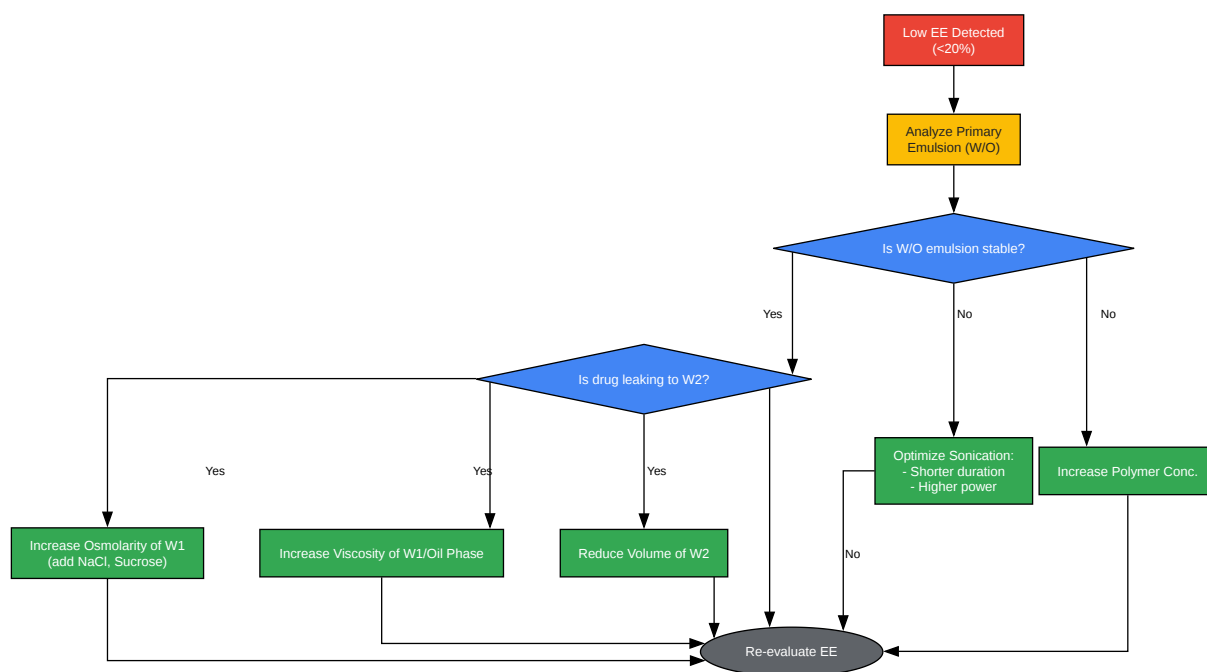 Low EE Detected
(<20%)
Analyze Primary
Emulsion (W/O)
Is W/O emulsion stable?
Yes
No
No
Is drug leaking to W2?
Optimize Sonication:
- Shorter duration
- Higher power
Increase Polymer Conc.
Yes
Yes
Yes
Increase Osmolarity of W1
(add NaCl, Sucrose)
Increase Viscosity of W1/Oil Phase
Reduce Volume of W2
No
Re-evaluate EE